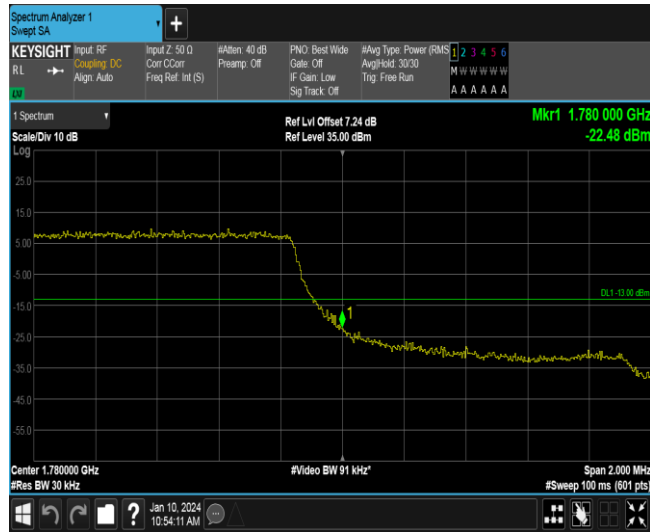 Spectrum Analyzer 1
Swept SA
+
KEYSIGHT
RL
LXI
Input: RF
Coupling: DC
Align: Auto
Input Z: 50 Ω
Corr CCorr
Freq Ref: Int (S)
#Atten: 40 dB
Preamp: Off
PNO: Best Wide
Gate: Off
IF Gain: Low
Sig Track: Off
#Avg Type: Power (RMS
Avg|Hold: 30/30
Trig: Free Run
1 2 3 4 5 6
M W W W W W
A A A A A A
1 Spectrum
Scale/Div 10 dB
Log
Ref Lvl Offset 7.24 dB
Ref Level 35.00 dBm
Mkr1 1.780 000 GHz
-22.48 dBm
25.0
15.0
5.00
-5.00
DL1 -13.00 dBm
-15.0
1
-25.0
-35.0
-45.0
-55.0
Center 1.780000 GHz
#Res BW 30 kHz
#Video BW 91 kHz*
Span 2.000 MHz
#Sweep 100 ms (601 pts)
?
Jan 10, 2024
10:54:11 AM